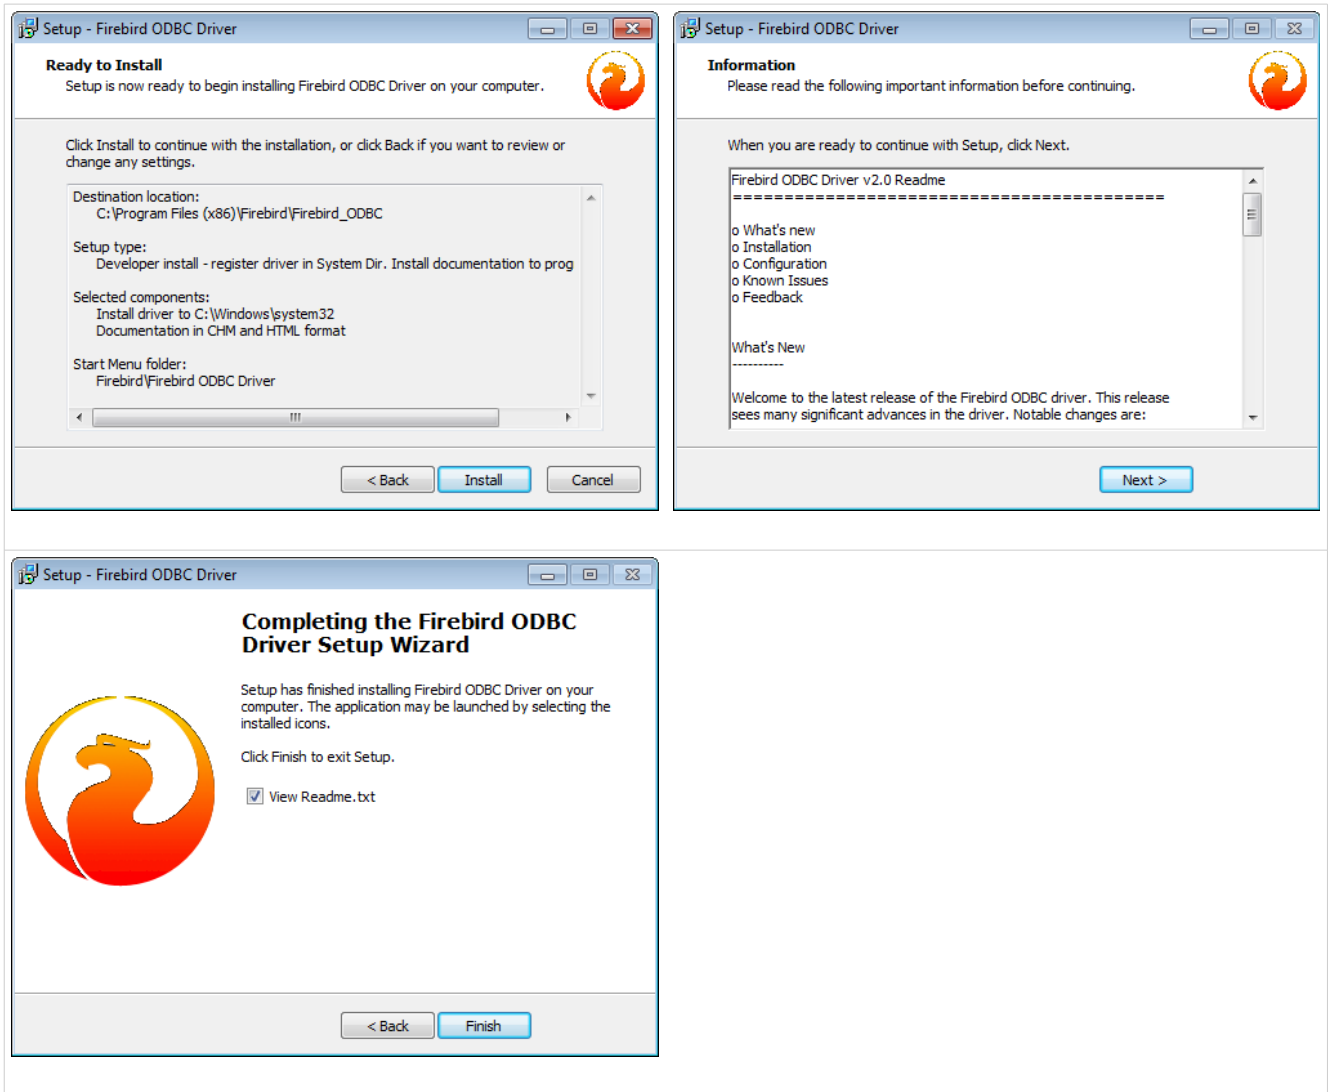 Setup - Firebird ODBC Driver
Ready to Install
Setup is now ready to begin installing Firebird ODBC Driver on your computer.
Click Install to continue with the installation, or click Back if you want to review or
change any settings.
Destination location:
C:\Program Files (x86)\Firebird\Firebird_ODBC
Setup type:
Developer install - register driver in System Dir. Install documentation to prog
Selected components:
Install driver to C:\Windows\system32
Documentation in CHM and HTML format
Start Menu folder:
Firebird\Firebird ODBC Driver
< Back
Install
Cancel
Setup - Firebird ODBC Driver
Information
Please read the following important information before continuing.
When you are ready to continue with Setup, click Next.
Firebird ODBC Driver v2.0 Readme
==========================================
o What's new
o Installation
o Configuration
o Known Issues
o Feedback
What's New
----------
Welcome to the latest release of the Firebird ODBC driver. This release
sees many significant advances in the driver. Notable changes are:
Next >
Setup - Firebird ODBC Driver
Completing the Firebird ODBC
Driver Setup Wizard
Setup has finished installing Firebird ODBC Driver on your
computer. The application may be launched by selecting the
installed icons.
Click Finish to exit Setup.
View Readme.txt
< Back
Finish